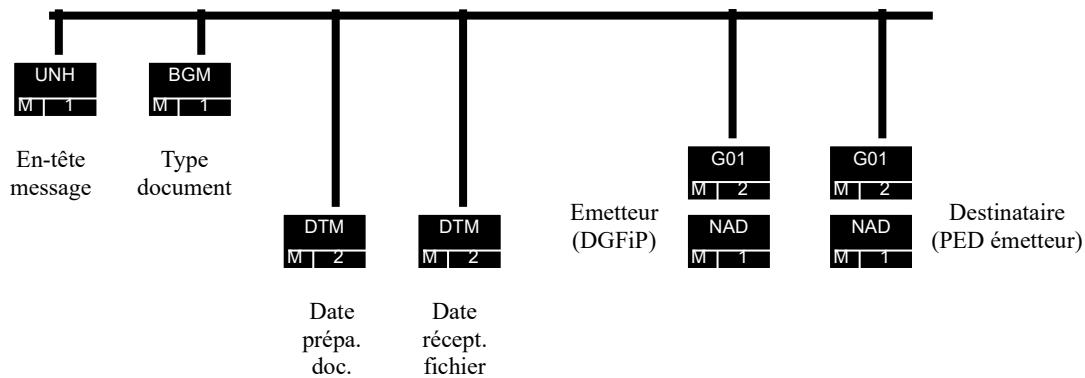 UNH
M 1
En-tête
message
BGM
M 1
Type
document
DTM
M 2
Date
prépa.
doc.
DTM
M 2
Date
récept.
fichier
Emetteur
(DGFiP)
G01
M 2
NAD
M 1
G01
M 2
NAD
M 1
Destinataire
(PED émetteur)